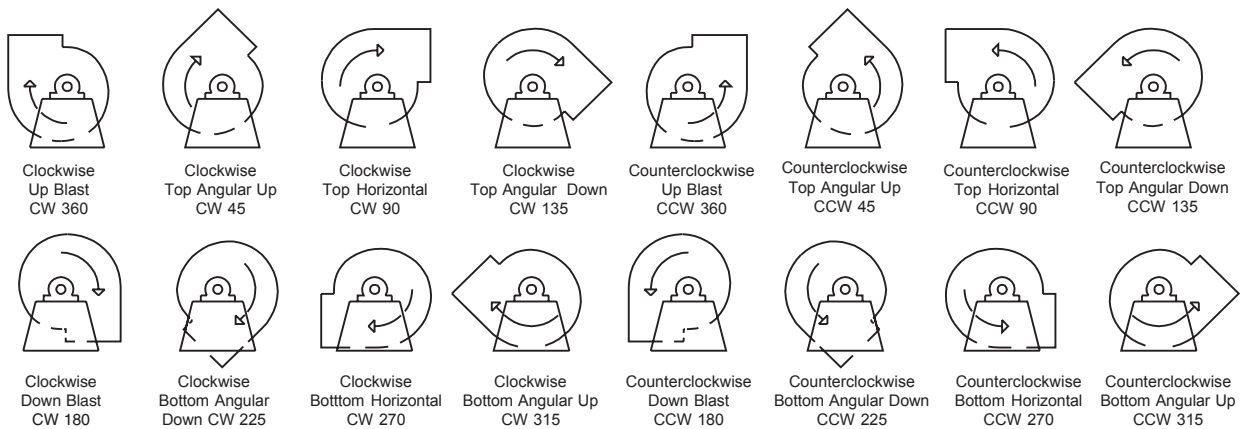 Clockwise
Up Blast
CW 360
Clockwise
Top Angular Up
CW 45
Clockwise
Top Horizontal
CW 90
Clockwise
Top Angular Down
CW 135
Counterclockwise
Up Blast
CCW 360
Counterclockwise
Top Angular Up
CCW 45
Counterclockwise
Top Horizontal
CCW 90
Counterclockwise
Top Angular Down
CCW 135
Clockwise
Down Blast
CW 180
Clockwise
Bottom Angular
Down CW 225
Clockwise
Botttom Horizontal
CW 270
Clockwise
Bottom Angular Up
CW 315
Counterclockwise
Down Blast
CCW 180
Counterclockwise
Bottom Angular Down
CCW 225
Counterclockwise
Bottom Horizontal
CCW 270
Counterclockwise
Bottom Angular Up
CCW 315